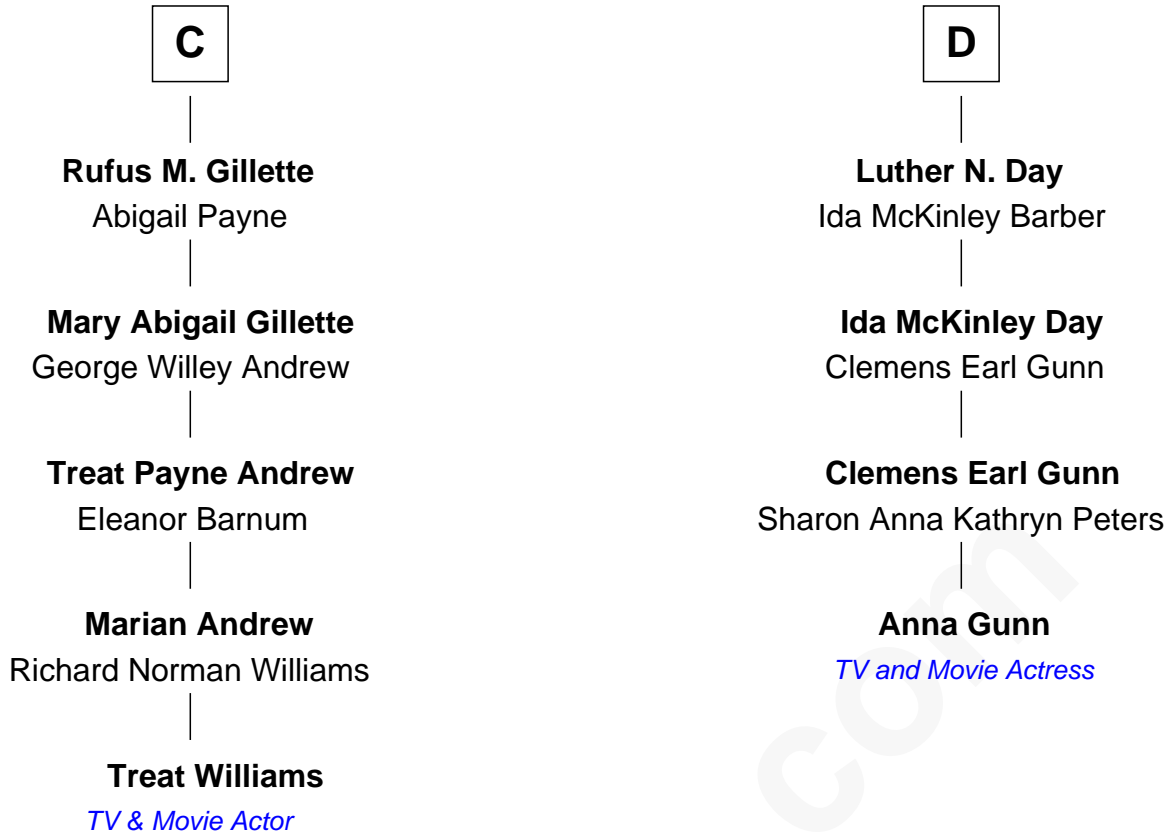 C
Rufus M. Gillette
Abigail Payne
Mary Abigail Gillette
George Willey Andrew
Treat Payne Andrew
Eleanor Barnum
Marian Andrew
Richard Norman Williams
Treat Williams
TV & Movie Actor
D
Luther N. Day
Ida McKinley Barber
Ida McKinley Day
Clemens Earl Gunn
Clemens Earl Gunn
Sharon Anna Kathryn Peters
Anna Gunn
TV and Movie Actress
com